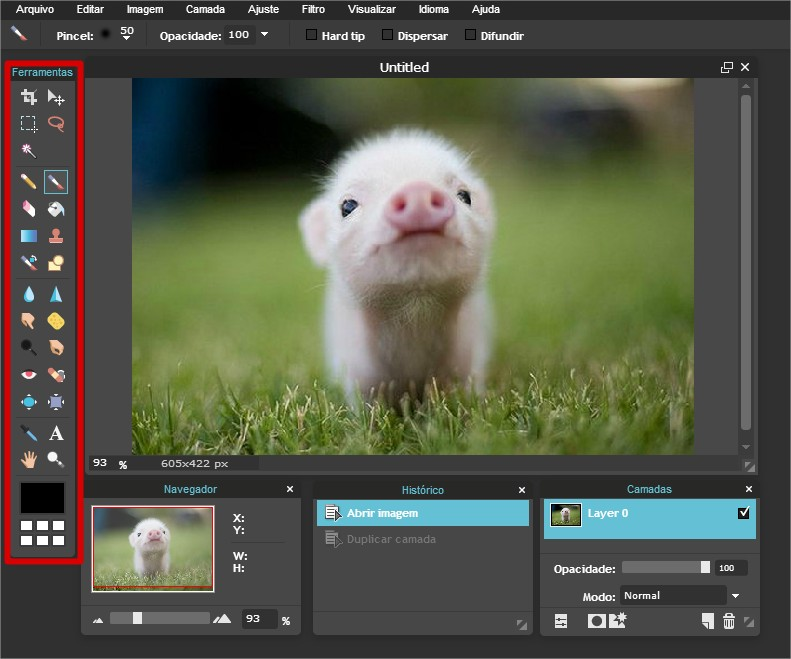 Arquivo Editar Imagem Camada Ajuste Filtro Visualizar Idioma Ajuda
Pincel: 50 Opacidade: 100 Hard tip Dispersar Difundir
Ferramentas
Untitled
A
93 % 605x422 px
Navegador
X:
Y:
W:
H:
93 %
Histórico
Abrir imagem
Duplicar camada
Camadas
Layer 0
Opacidade: 100
Modo: Normal